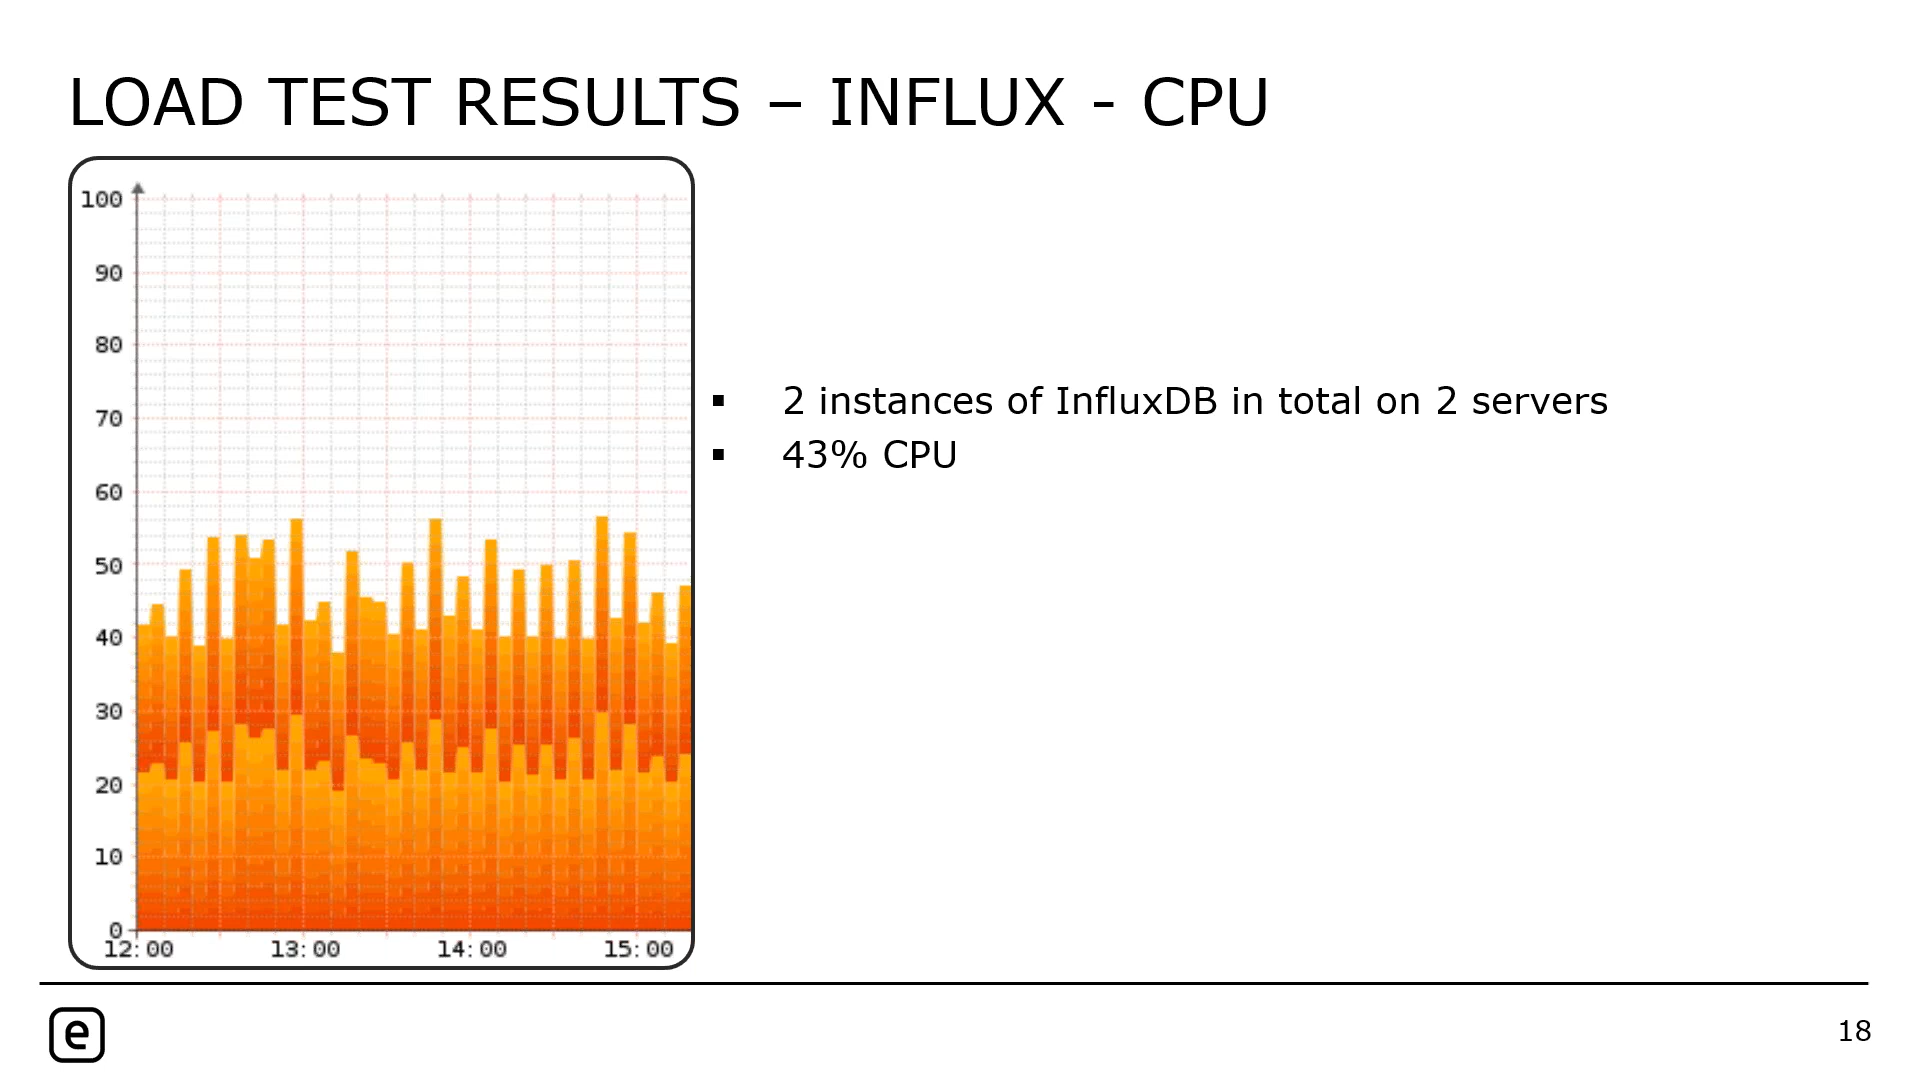 LOAD TEST RESULTS – INFLUX - CPU
100
90
80
70
60
50
40
30
20
10
0
12:00 13:00 14:00 15:00
▪ 2 instances of InfluxDB in total on 2 servers
▪ 43% CPU
e
18